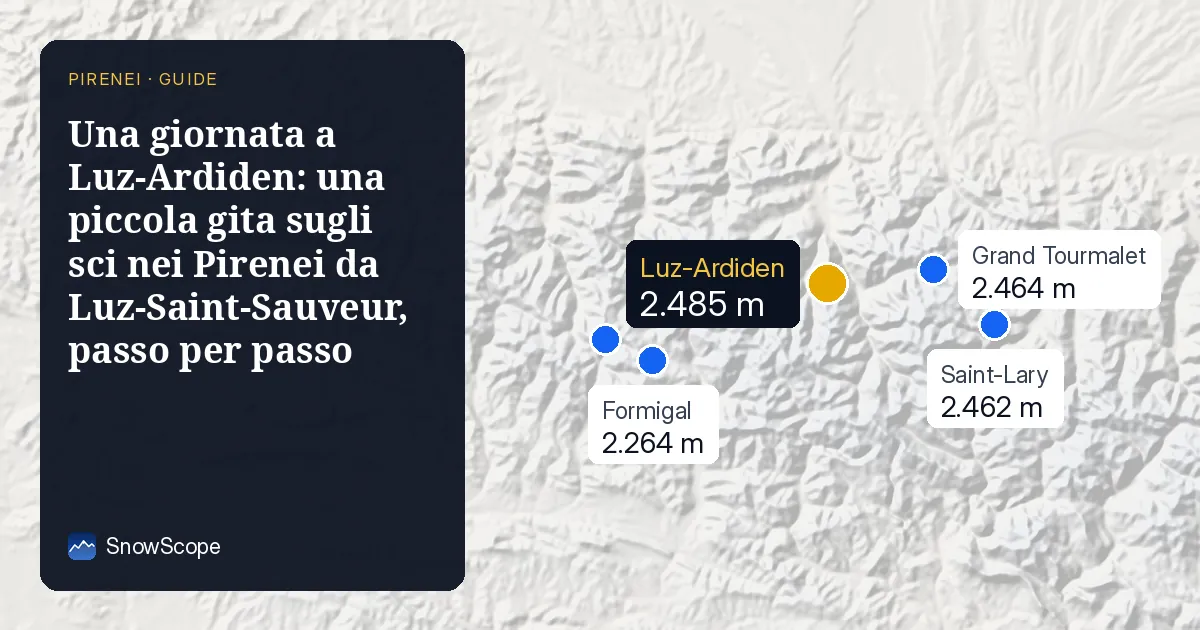 PIRENEI · GUIDE
Una giornata a
Luz-Ardiden: una
piccola gita sugli
sci nei Pirenei da
Luz-Saint-Sauveur,
passo per passo
SnowScope
Luz-Ardiden
2.485 m
Grand Tourmalet
2.464 m
Saint-Lary
2.462 m
Formigal
2.264 m